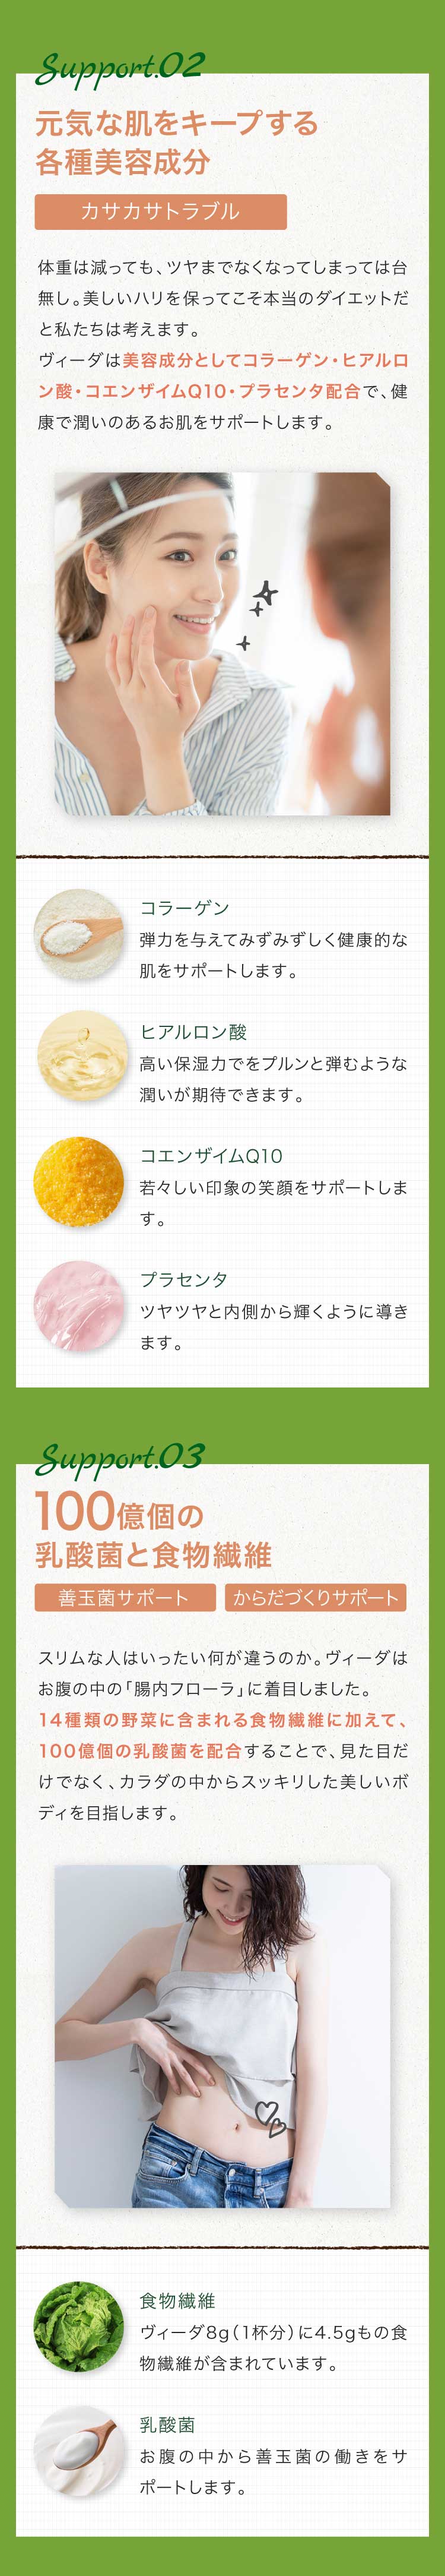 Support.02
元気な肌をキープする
各種美容成分
カサカサトラブル
体重は減っても、ツヤまでなくなってしまっては台
無し。美しいハリを保ってこそ本当のダイエットだ
と私たちは考えます。
ヴィーダは美容成分としてコラーゲン・ヒアルロ
ン酸・コエンザイムQ10・プラセンタ配合で、健
康で潤いのあるお肌をサポートします。
コラーゲン
弾力を与えてみずみずしく健康的な
肌をサポートします。
ヒアルロン酸
高い保湿力でをプルンと弾むような
潤いが期待できます。
コエンザイムQ10
若々しい印象の笑顔をサポートしま
す。
プラセンタ
ツヤツヤと内側から輝くように導き
ます。
Support.03
100億個の
乳酸菌と食物繊維
善玉菌サポート
からだづくりサポート
スリムな人はいったい何が違うのか。ヴィーダは
お腹の中の「腸内フローラ」に着目しました。
14種類の野菜に含まれる食物繊維に加えて、
100億個の乳酸菌を配合することで、見た目だ
けでなく、カラダの中からスッキリした美しいボ
ディを目指します。
食物繊維
ヴィーダ8g(1杯分)に4.5gもの食
物繊維が含まれています。
乳酸菌
お腹の中から善玉菌の働きをサ
ポートします。